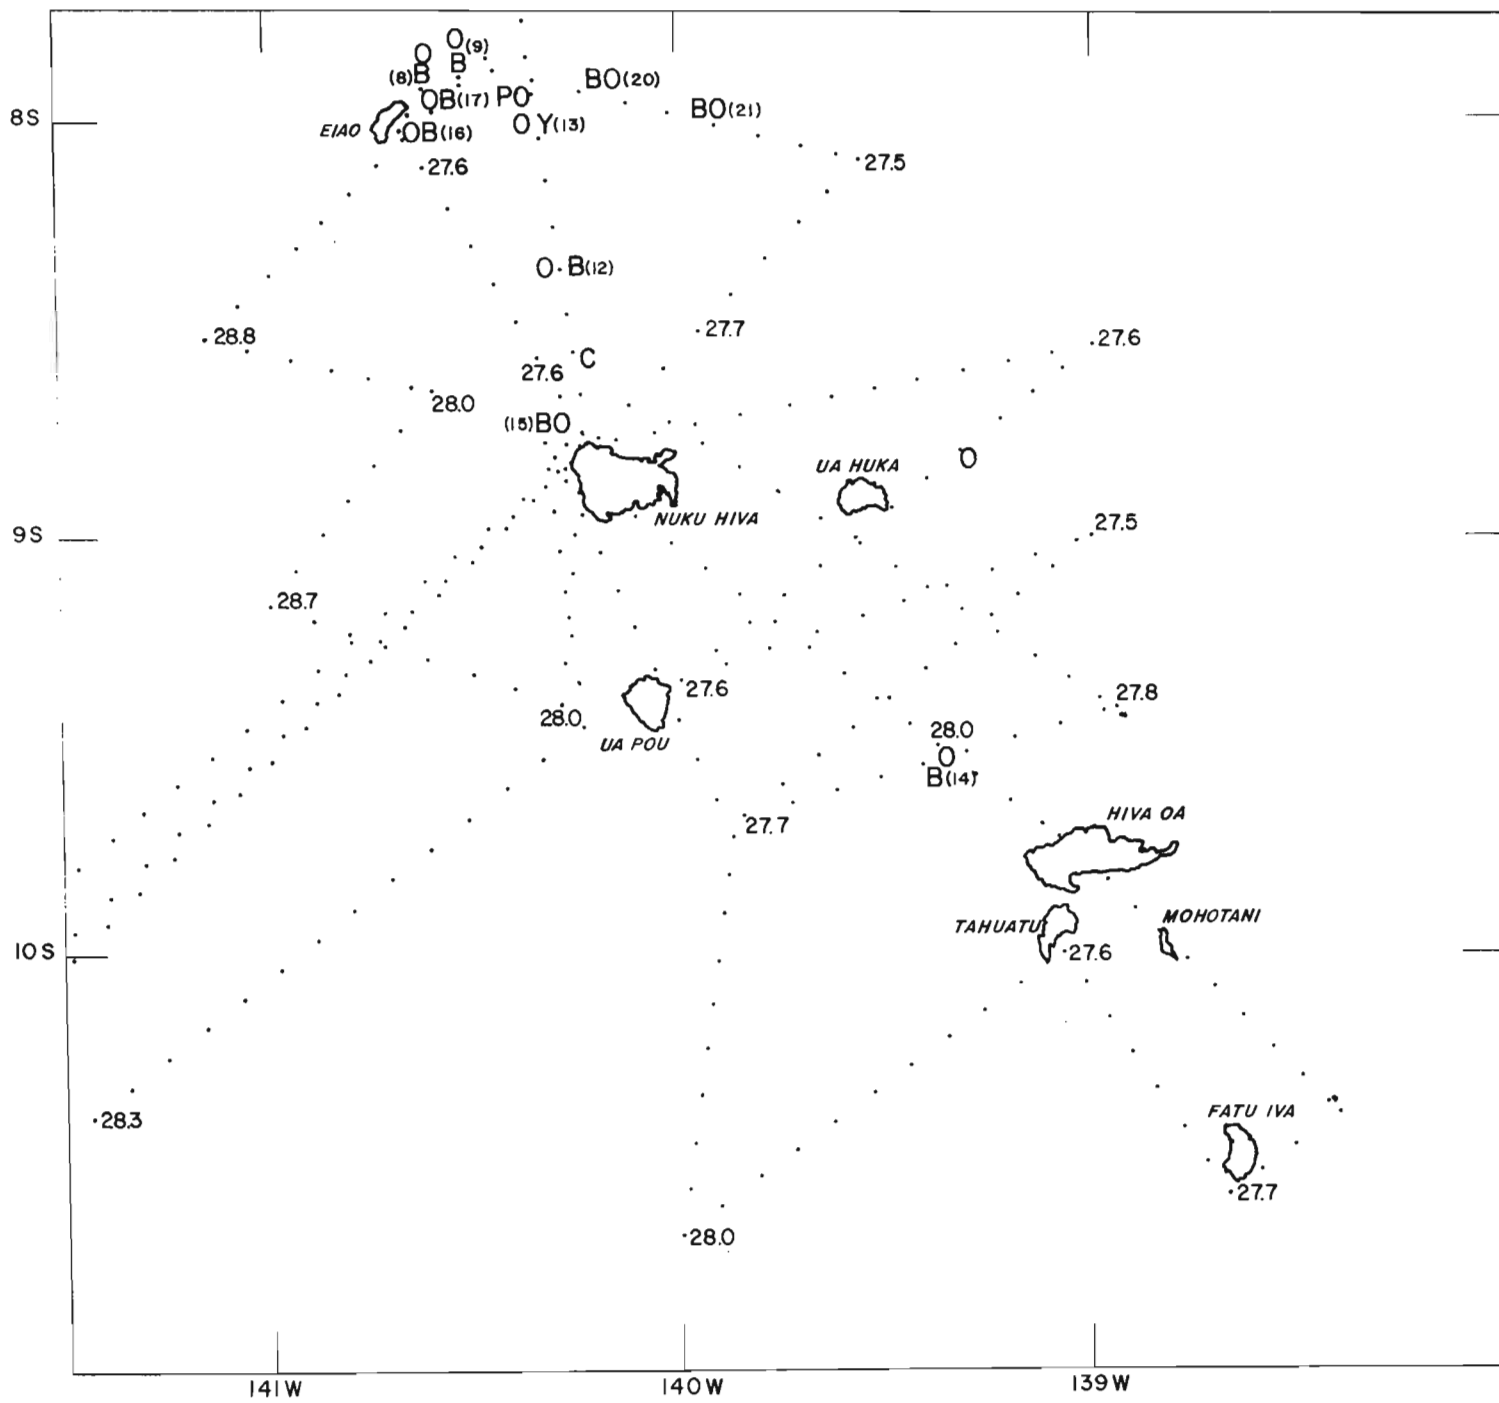 O
O(9)
B
(8)B
BO(20)
OB(17)
PO
BO(21)
8S
O Y(13)
EIAO
OB(16)
27.6
27.5
O B(12)
27.7
28.8
27.6
C
27.6
28.0
(15)BO
O
UA HUKA
NUKU HIVA
27.5
9S
28.7
27.6
27.8
28.0
28.0
UA POU
O
B(14)
HIVA OA
27.7
MOHOTANI
TAHUATU
27.6
10S
FATU IVA
28.3
27.7
28.0
141W
140W
139W